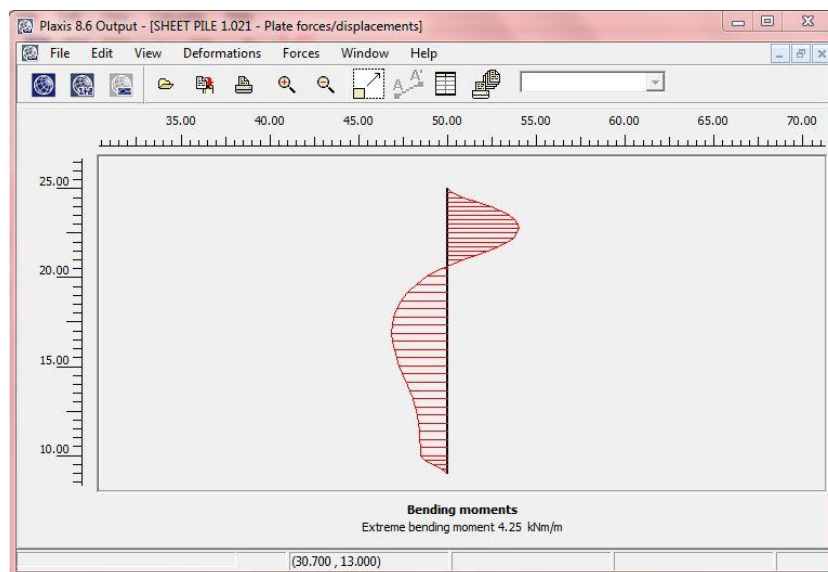 Plaxis 8.6 Output - [SHEET PILE 1.021 - Plate forces/displacements]
File Edit View Deformations Forces Window Help
35.00 40.00 45.00 50.00 55.00 60.00 65.00 70.00
25.00
20.00
15.00
10.00
Bending moments
Extreme bending moment 4.25 kNm/m
(30.700 , 13.000)